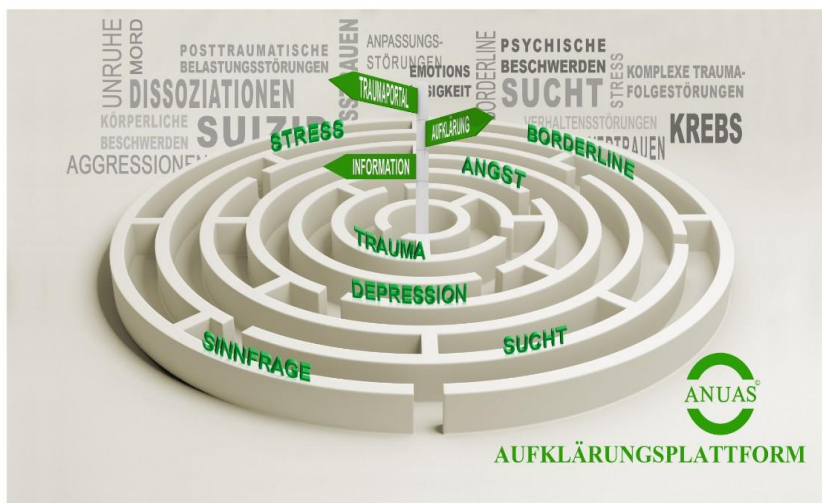 UNRUHE
MORD
POSTTRAUMATISCHE
BELASTUNGSSTÖRUNGEN
DISSOZIATIONEN
KÖRPERLICHE
BESCHWERDEN
AGGRESSIONEN
ANPASSUNGS-
STÖRUNGEN
EMOTIONS
BORDERLINE
PSYCHISCHE
BESCHWERDEN
SUCHT
STRESS
KOMPLEXE TRAUMA-
FOLGESTÖRUNGEN
VERHALTENSSTÖRUNGEN
KREBS
TRAUMAPORTAL
AUFKLÄRUNG
INFORMATION
STRESS
BORDERLINE
ANGST
TRAUMA
DEPRESSION
SINNFRAGE
SUCHT
ANUAS©
AUFKLÄRUNGSPLATTFORM